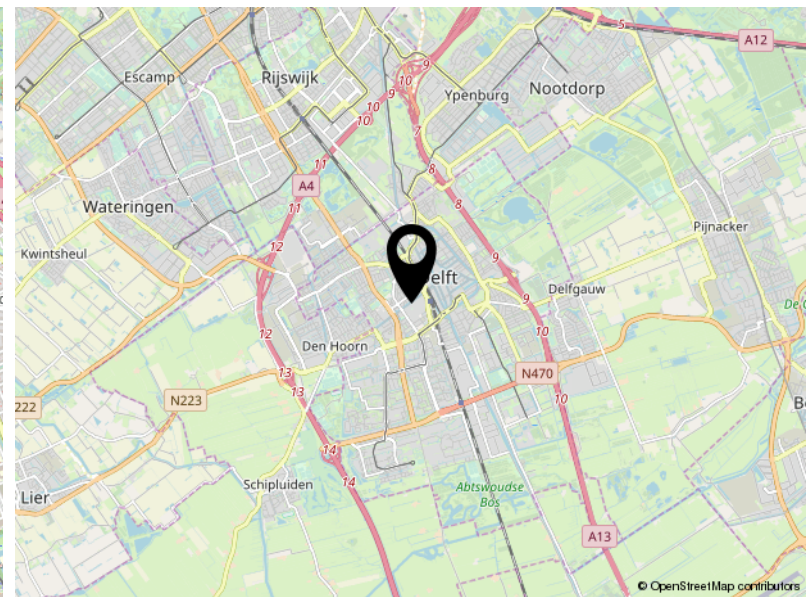 5
A12
Escamp
Rijswijk
9
10
9
10
10
Nootdorp
Ypenburg
7
11
8
A4
11
8
Wateringen
Pijnacker
12
Kwintsheul
9
elft
9
Delfgauw
12
10
Den Hoorn
13
N470
13
10
222
N223
14
14
Schipluiden
Lier
Abtswoudse
Bos
A13
© OpenStreetMap contributors